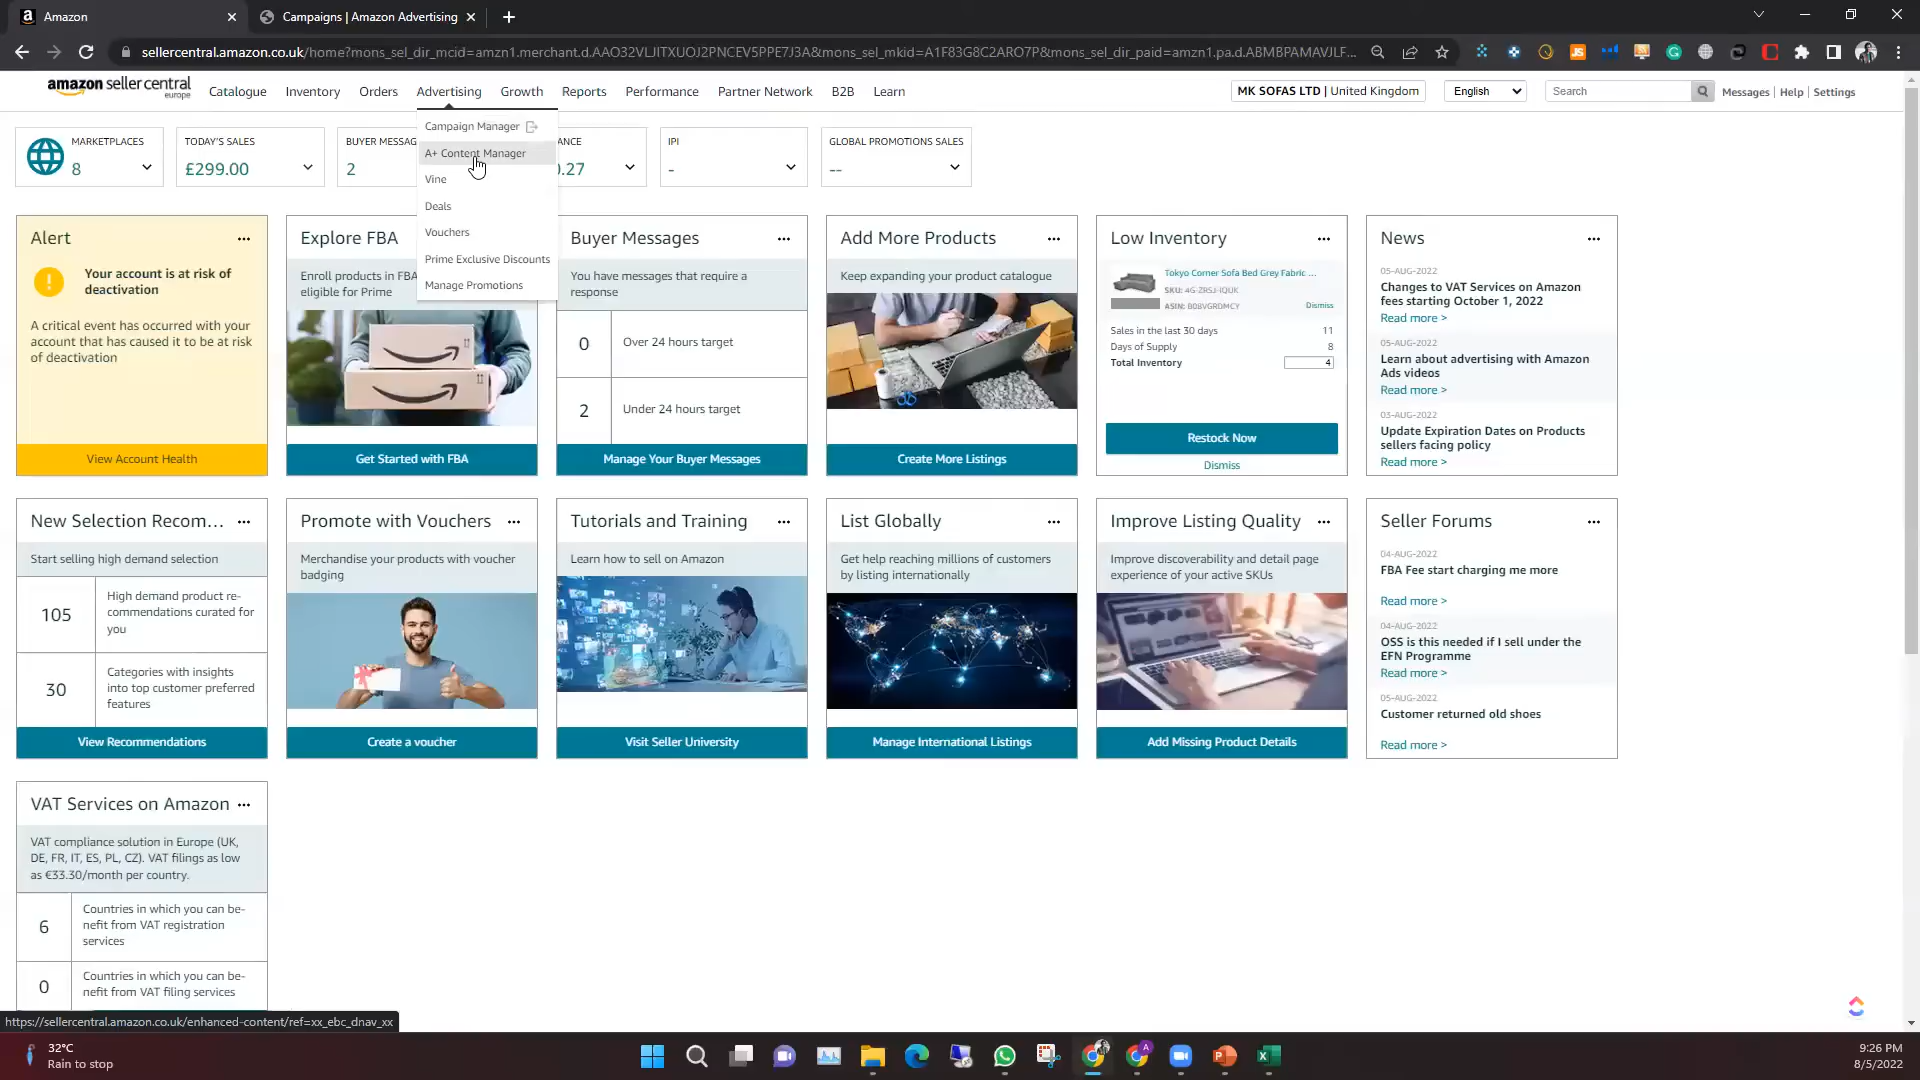 Amazon
Campaigns | Amazon Advertising
sellercentral.amazon.co.uk/home?mons_sel_dir_mcid=amzn1.merchant.d.AAO32VLJITXUOJ2PNCEV5PPE7J3A&mons_sel_mkid=A1F83G8C2ARO7P&mons_sel_dir_paid=amzn1.pa.d.ABMBPAMAVJLF...
amazon seller central
europe
Catalogue Inventory Orders Advertising Growth Reports Performance Partner Network B2B Learn
MK SOFAS LTD | United Kingdom
English
Search
Messages | Help | Settings
Campaign Manager
A+ Content Manager
Vine
Deals
Vouchers
Prime Exclusive Discounts
Manage Promotions
MARKETPLACES
8
TODAY'S SALES
£299.00
BUYER MESSAG
2
ANCE
.27
IPI
-
GLOBAL PROMOTIONS SALES
--
Alert
Your account is at risk of
deactivation
A critical event has occurred with your
account that has caused it to be at risk
of deactivation
View Account Health
Explore FBA
Enroll products in FBA
eligible for Prime
Get Started with FBA
Buyer Messages
You have messages that require a
response
0 Over 24 hours target
2 Under 24 hours target
Manage Your Buyer Messages
Add More Products
Keep expanding your product catalogue
Create More Listings
Low Inventory
Tokyo Corner Sofa Bed Grey Fabric ...
SKU: 4G-ZRSJ-IQUK
ASIN: B08VGRDMCY
Dismiss
Sales in the last 30 days 11
Days of Supply 8
Total Inventory 4
Restock Now
Dismiss
News
05-AUG-2022
Changes to VAT Services on Amazon
fees starting October 1, 2022
Read more >
05-AUG-2022
Learn about advertising with Amazon
Ads videos
Read more >
03-AUG-2022
Update Expiration Dates on Products
sellers facing policy
Read more >
New Selection Recom...
Start selling high demand selection
105
High demand product re-
commendations curated for
you
30
Categories with insights
into top customer preferred
features
View Recommendations
Promote with Vouchers
Merchandise your products with voucher
badging
Create a voucher
Tutorials and Training
Learn how to sell on Amazon
Visit Seller University
List Globally
Get help reaching millions of customers
by listing internationally
Manage International Listings
Improve Listing Quality
Improve discoverability and detail page
experience of your active SKUs
Add Missing Product Details
Seller Forums
04-AUG-2022
FBA Fee start charging me more
Read more >
04-AUG-2022
OSS is this needed if I sell under the
EFN Programme
Read more >
05-AUG-2022
Customer returned old shoes
Read more >
VAT Services on Amazon
VAT compliance solution in Europe (UK,
DE, FR, IT, ES, PL, CZ). VAT filings as low
as €33.30/month per country.
6
Countries in which you can be-
nefit from VAT registration
services
0
Countries in which you can be-
nefit from VAT filing services
https://sellercentral.amazon.co.uk/enhanced-content/ref=xx_ebc_dnav_xx
32°C
Rain to stop
9:26 PM
8/5/2022